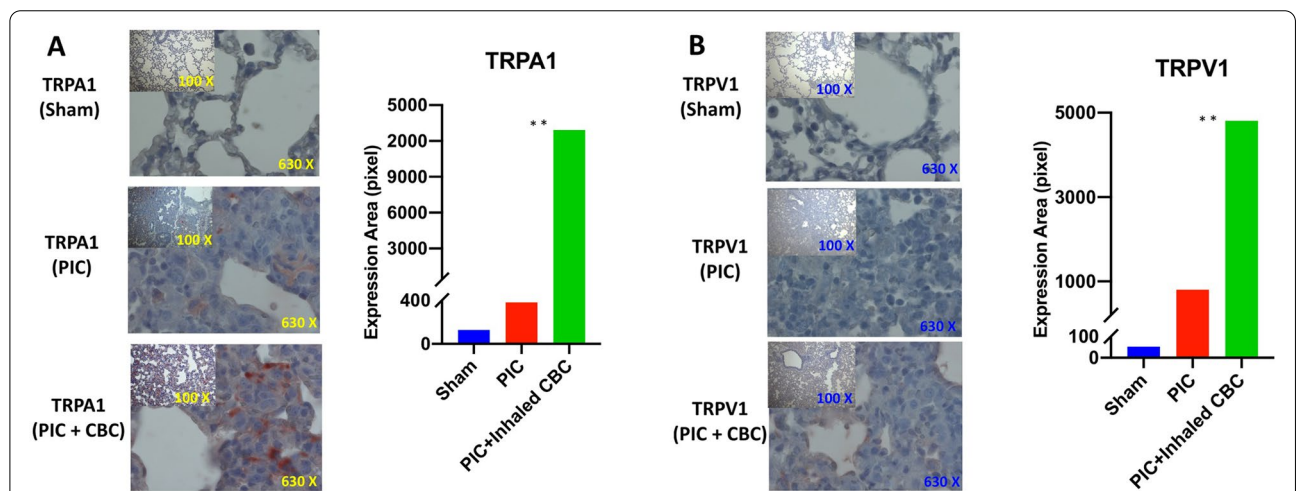 A
TRPA1
(Sham)
100 X
630 X
TRPA1
(PIC)
100 X
630 X
TRPA1
(PIC + CBC)
100 X
630 X
TRPA1
Expression Area (pixel)
5000
2000
9000
6000
3000
400
0
**
Sham
PIC
PIC+Inhaled CBC
B
TRPV1
(Sham)
100 X
630 X
TRPV1
(PIC)
100 X
630 X
TRPV1
(PIC + CBC)
100 X
630 X
TRPV1
Expression Area (pixel)
5000
3000
1000
100
0
**
Sham
PIC
PIC+Inhaled CBC